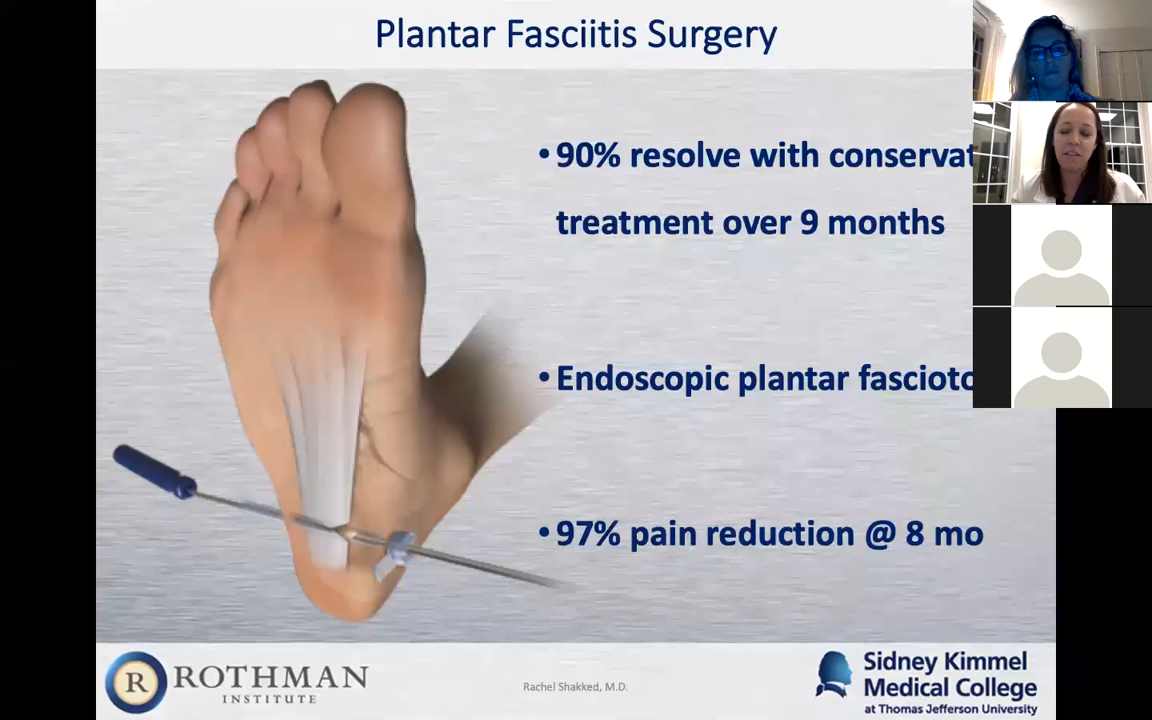 Plantar Fasciitis Surgery
• 90% resolve with conservat
treatment over 9 months
• Endoscopic plantar fascioto
• 97% pain reduction @ 8 mo
R ROTHMAN
INSTITUTE
Rachel Shakked, M.D.
Sidney Kimmel
Medical College
at Thomas Jefferson University